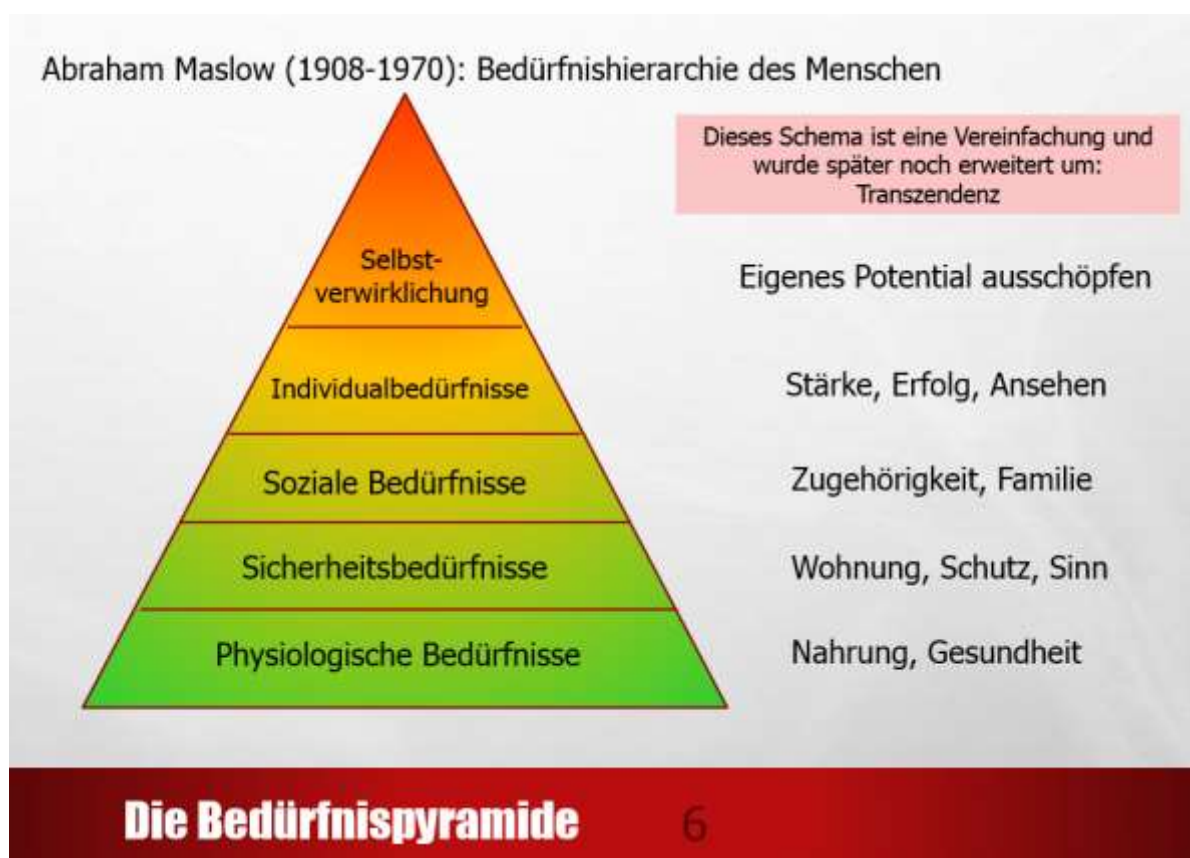 Abraham Maslow (1908-1970): Bedürfnishierarchie des Menschen
Dieses Schema ist eine Vereinfachung und
wurde später noch erweitert um:
Transzendenz
Selbst-
verwirklichung
Eigenes Potential ausschöpfen
Individualbedürfnisse
Stärke, Erfolg, Ansehen
Soziale Bedürfnisse
Zugehörigkeit, Familie
Sicherheitsbedürfnisse
Wohnung, Schutz, Sinn
Physiologische Bedürfnisse
Nahrung, Gesundheit
Die Bedürfnispyramide
6